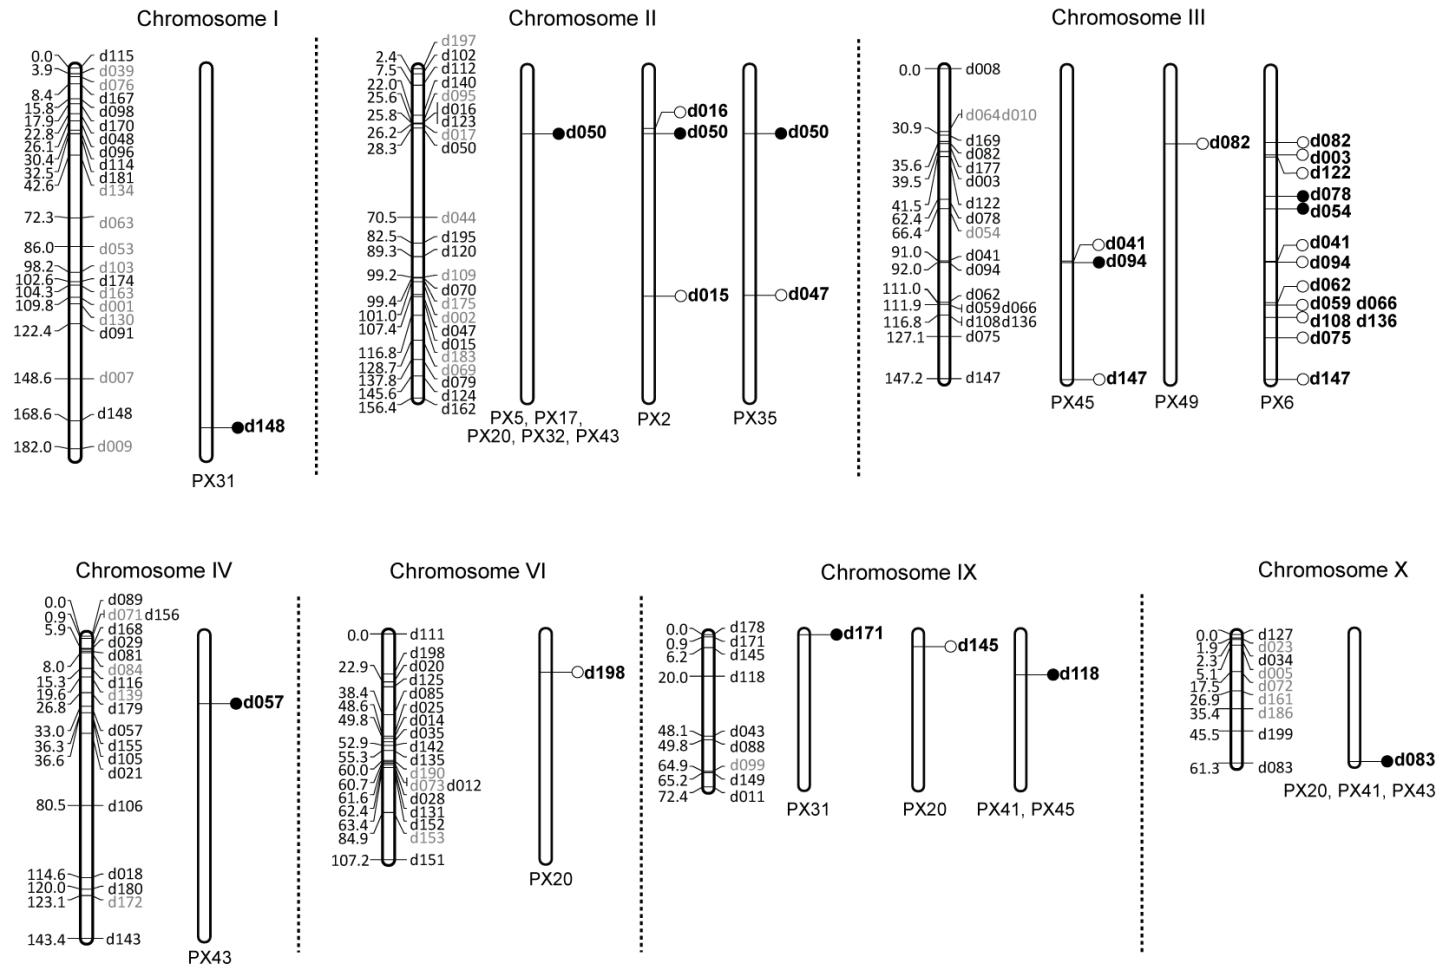 Chromosome I
0.0 d115
3.9 d039
d076
8.4 d167
15.8 d098
17.9 d170
22.8 d048
26.1 d096
30.4 d114
32.5 d181
42.6 d134
72.3 d063
86.0 d053
98.2 d103
102.6 d174
104.3 d163
109.8 d001
d130
122.4 d091
148.6 d007
168.6 d148
182.0 d009
d148
PX31
Chromosome II
d197
2.4 d102
7.5 d112
22.0 d140
25.6 d095
25.8 d016
d123
26.2 d017
28.3 d050
70.5 d044
82.5 d195
89.3 d120
99.2 d109
d070
99.4 d175
101.0 d002
107.4 d047
d015
116.8 d183
128.7 d069
137.8 d079
145.6 d124
156.4 d162
d050
PX5, PX17,
PX20, PX32, PX43
d016
d050
d015
PX2
d050
d047
PX35
Chromosome III
0.0 d008
d064 d010
30.9 d169
d082
35.6 d177
39.5 d003
41.5 d122
62.4 d078
66.4 d054
91.0 d041
92.0 d094
111.0 d062
111.9 d059 d066
116.8 d108 d136
127.1 d075
147.2 d147
d041
d094
d147
PX45
d082
PX49
d082
d003
d122
d078
d054
d041
d094
d062
d059 d066
d108 d136
d075
d147
PX6
Chromosome IV
0.0 d089
0.9 d071 d156
5.9 d168
d029
d081
8.0 d084
15.3 d116
19.6 d139
26.8 d179
33.0 d057
36.3 d155
36.6 d105
d021
80.5 d106
114.6 d018
120.0 d180
123.1 d172
143.4 d143
d057
PX43
Chromosome VI
0.0 d111
d198
22.9 d020
d125
38.4 d085
48.6 d025
49.8 d014
d035
52.9 d142
55.3 d135
60.0 d190
60.7 d073 d012
61.6 d028
62.4 d131
63.4 d152
84.9 d153
107.2 d151
d198
PX20
Chromosome IX
0.0 d178
0.9 d171
6.2 d145
20.0 d118
48.1 d043
49.8 d088
64.9 d099
65.2 d149
72.4 d011
d171
PX31
d145
PX20
d118
PX41, PX45
Chromosome X
0.0 d127
1.9 d023
2.3 d034
5.1 d005
17.5 d072
26.9 d161
35.4 d186
45.5 d199
61.3 d083
d083
PX20, PX41, PX43